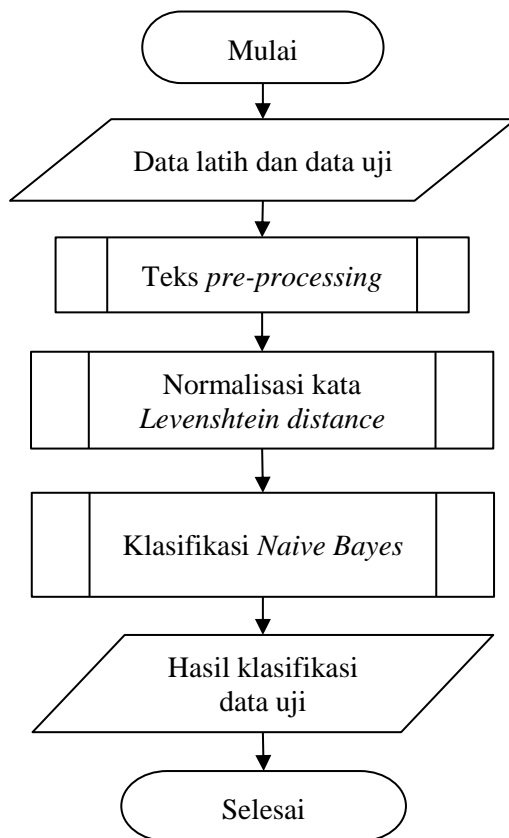 Mulai
Data latih dan data uji
Teks pre-processing
Normalisasi kata
Levenshtein distance
Klasifikasi Naive Bayes
Hasil klasifikasi
data uji
Selesai